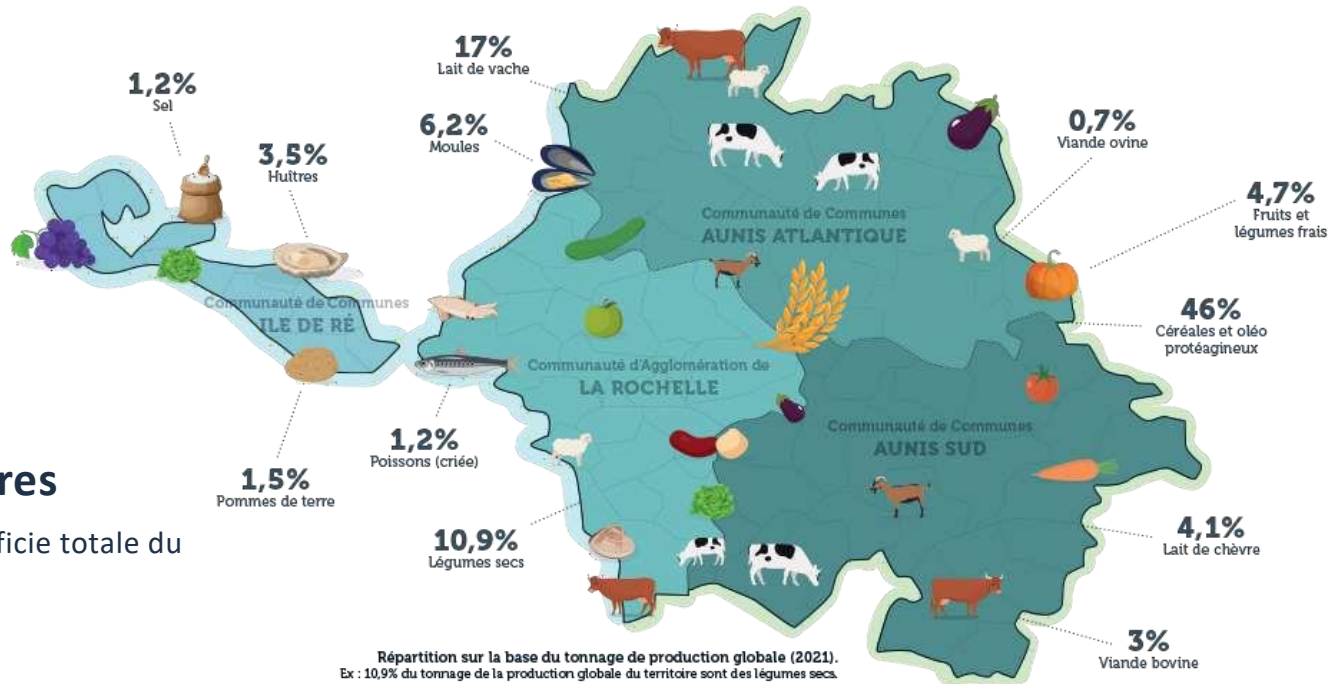 17%
Lait de vache
1,2%
Sel
6,2%
Moules
3,5%
Huîtres
0,7%
Viande ovine
4,7%
Fruits et
légumes frais
Communauté de Communes
AUNIS ATLANTIQUE
Communauté de Communes
ILE DE RÉ
46%
Céréales et oléo
protéagineux
Communauté d'Agglomération de
LA ROCHELLE
Communauté de Communes
AUNIS SUD
1,2%
Poissons (criée)
1,5%
Pommes de terre
res
ficie totale du
10,9%
Légumes secs
4,1%
Lait de chèvre
3%
Viande bovine
Répartition sur la base du tonnage de production globale (2021).
Ex : 10,9% du tonnage de la production globale du territoire sont des légumes secs.